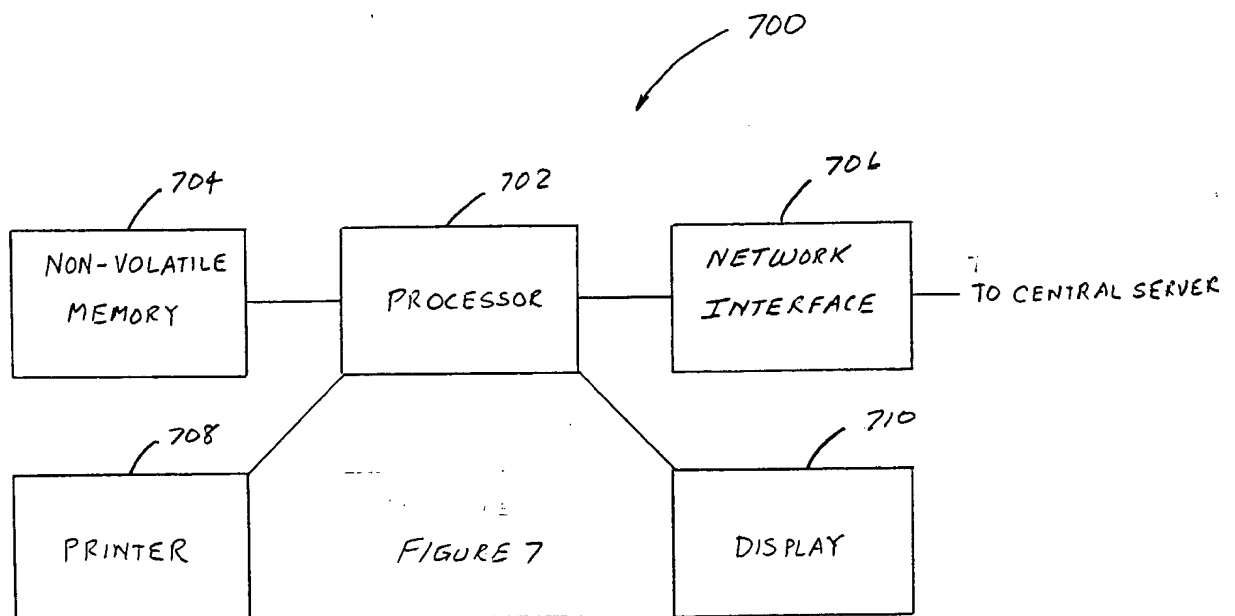 700
704
702
706
NON-VOLATILE
MEMORY
PROCESSOR
NETWORK
INTERFACE
TO CENTRAL SERVER
708
710
PRINTER
FIGURE 7
DISPLAY